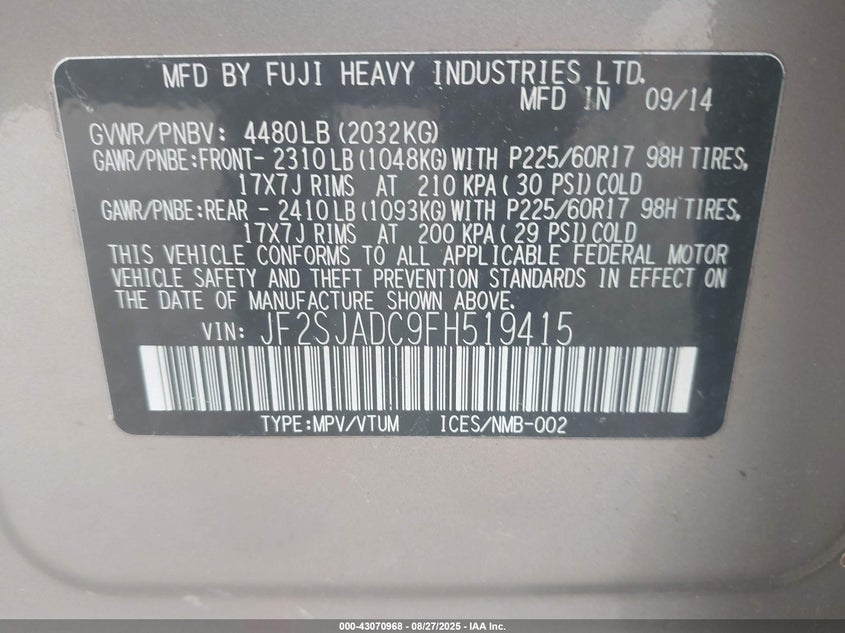 MFD BY FUJI HEAVY INDUSTRIES LTD.
MFD IN 09/14
GVWR/PNBV: 4480LB (2032KG)
GAWR/PNBE:FRONT- 2310LB (1048KG) WITH P225/60R17 98H TIRES,
17X7J RIMS AT 210 KPA( 30 PSI) COLD
GAWR/PNBE:REAR - 2410LB (1093KG) WITH P225/60R17 98H TIRES,
17X7J RIMS AT 200 KPA( 29 PSI) COLD
THIS VEHICLE CONFORMS TO ALL APPLICABLE FEDERAL MOTOR
VEHICLE SAFETY AND THEFT PREVENTION STANDARDS IN EFFECT ON
THE DATE OF MANUFACTURE SHOWN ABOVE.
VIN: JF2SJADC9FH519415
TYPE:MPV/VTUM ICES/NMB-002
000-43070968 - 08/27/2025 - IAA Inc.